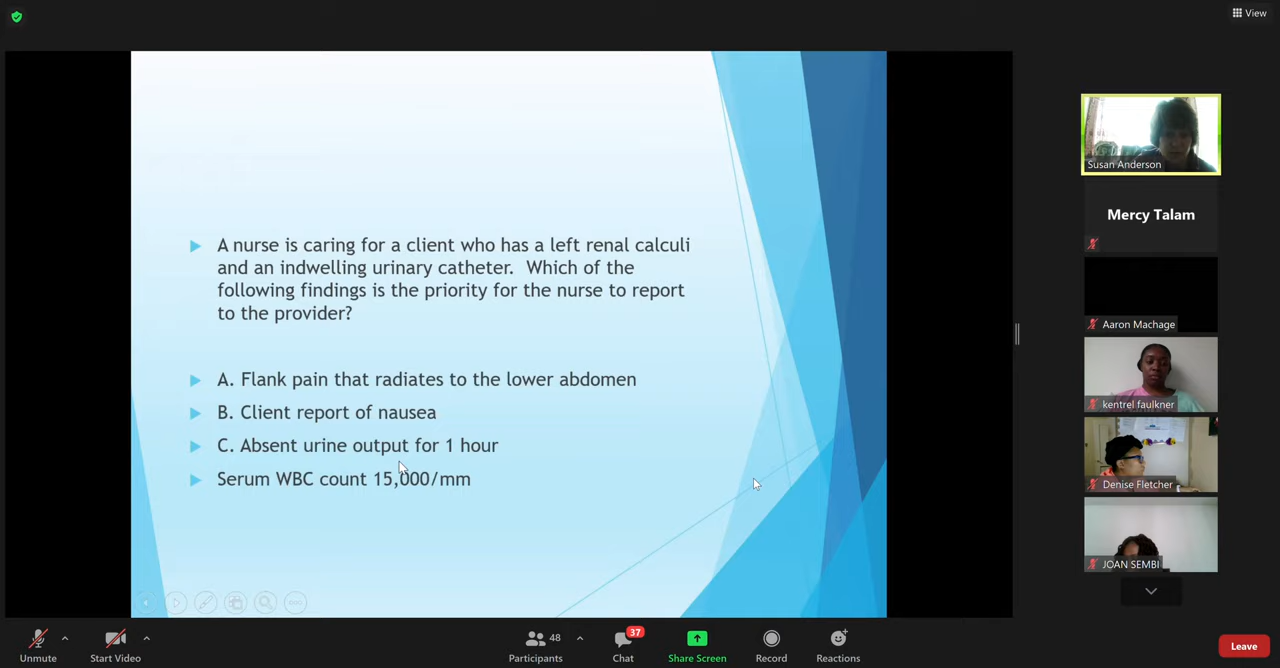 View
A nurse is caring for a client who has a left renal calculi
and an indwelling urinary catheter. Which of the
following findings is the priority for the nurse to report
to the provider?
A. Flank pain that radiates to the lower abdomen
B. Client report of nausea
C. Absent urine output for 1 hour
Serum WBC count 15,000/mm
Susan Anderson
Mercy Talam
Aaron Machage
kentrel faulkner
Denise Fletcher
JOAN SEMBI
Unmute
Start Video
48
Participants
37
Chat
Share Screen
Record
Reactions
Leave